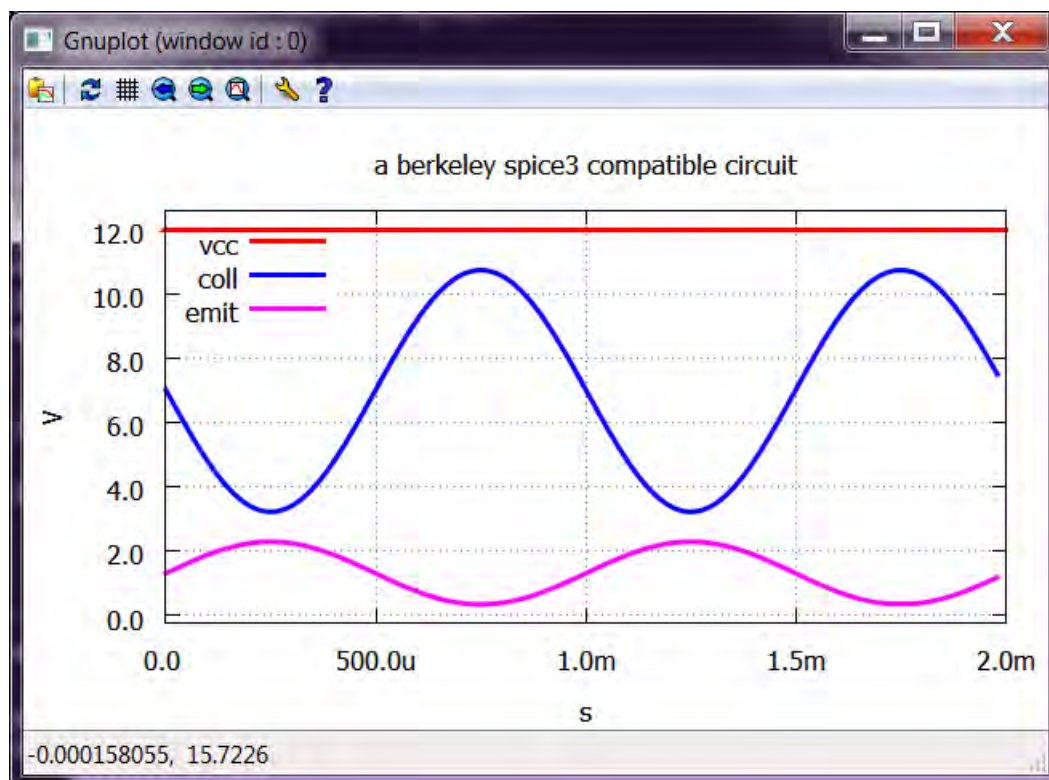 Gnuplot (window id : 0)
a berkeley spice3 compatible circuit
12.0
vcc
coll
10.0
emit
8.0
V
6.0
4.0
2.0
0.0
0.0 500.0u 1.0m 1.5m 2.0m
s
-0.000158055, 15.7226